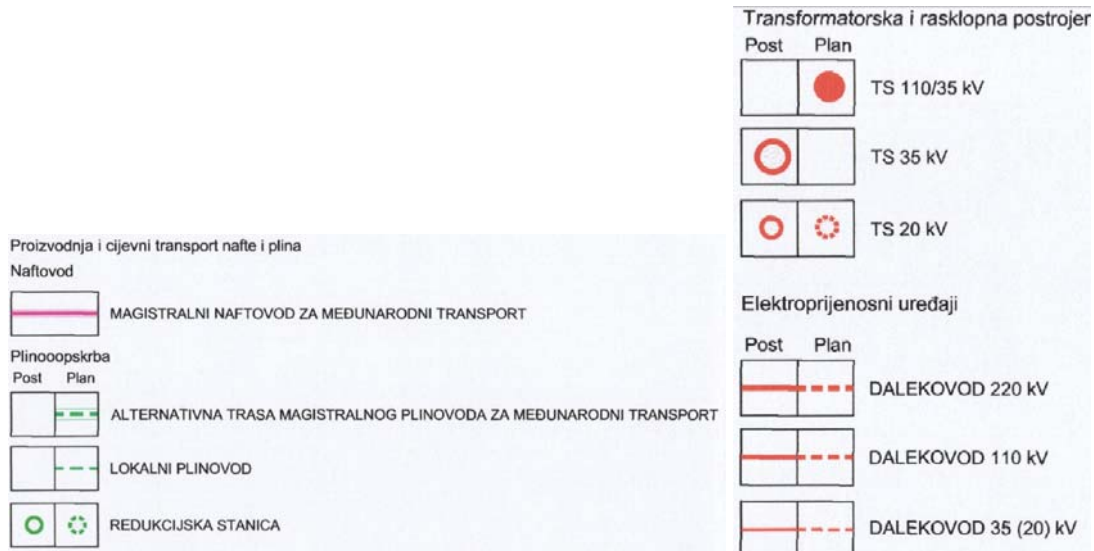 Proizvodnja i cijevni transport nafte i plina
Naftovod
MAGISTRALNI NAFTOVOD ZA MEĐUNARODNI TRANSPORT
Plinooopskrba
Post Plan
ALTERNATIVNA TRASA MAGISTRALNOG PLINOVODA ZA MEĐUNARODNI TRANSPORT
LOKALNI PLINOVOD
REDUKCIJSKA STANICA
Transformatorska i rasklopna postrojer
Post Plan
TS 110/35 kV
TS 35 kV
TS 20 kV
Elektroprijenosni uređaji
Post Plan
DALEKOVOD 220 kV
DALEKOVOD 110 kV
DALEKOVOD 35 (20) kV